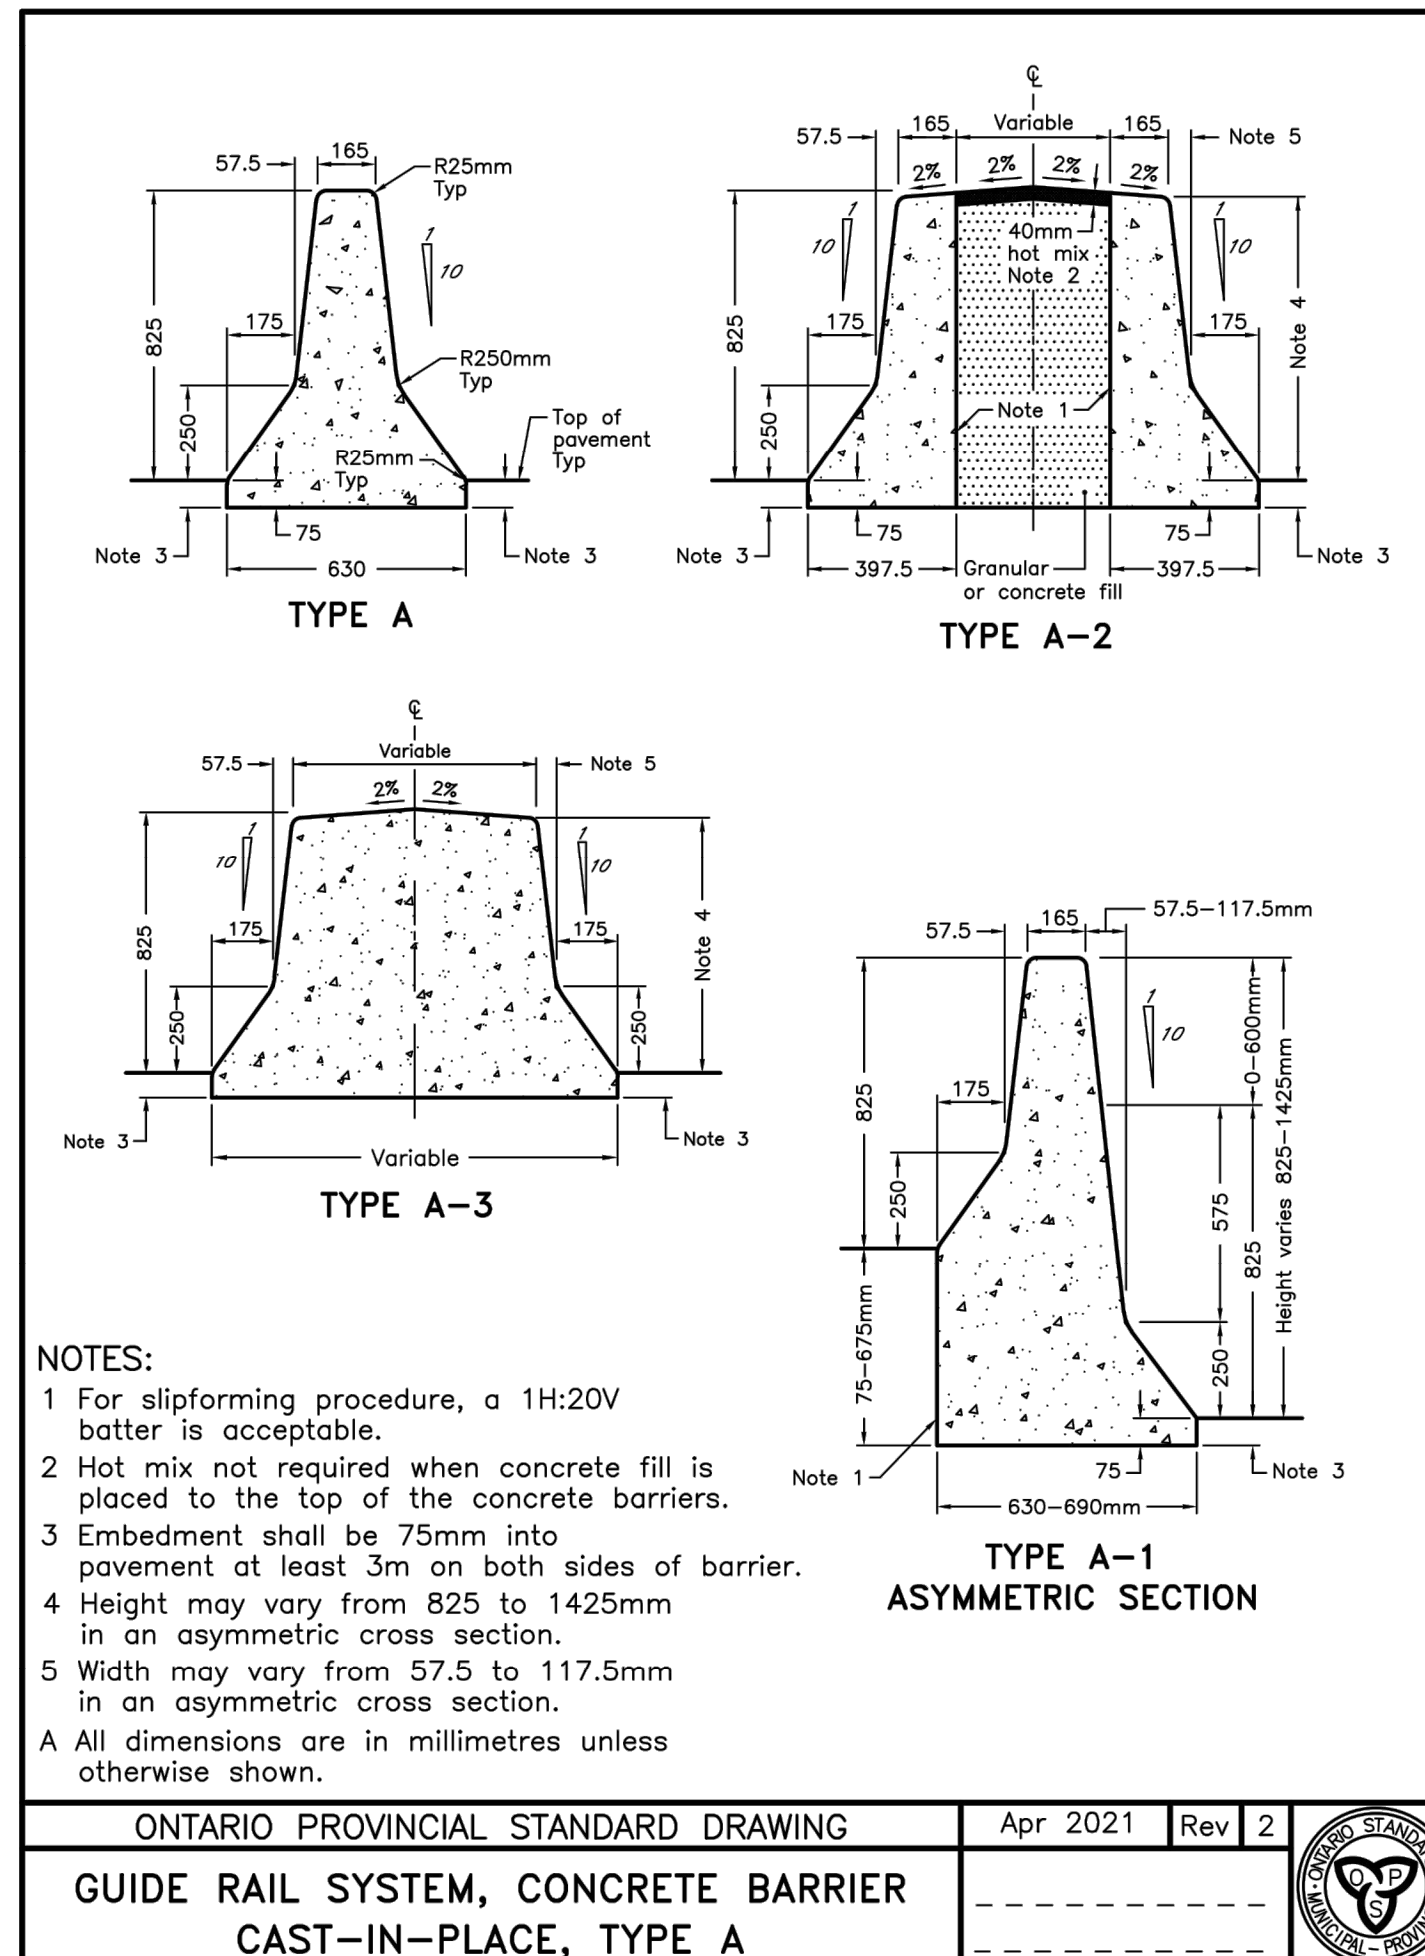 57.5
165
R25mm
Typ
1
10
825
175
R250mm
Typ
250
Top of
pavement
Typ
R25mm
Typ
75
Note 3
Note 3
630
TYPE A
℄
57.5
165
Variable
165
Note 5
2%
2%
2%
2%
1
10
40mm
hot mix
Note 2
1
10
825
175
175
Note 4
250
Note 1
75
75
Note 3
Note 3
397.5
Granular
or concrete fill
397.5
TYPE A-2
℄
57.5
Variable
Note 5
2%
2%
1
10
1
10
825
175
175
Note 4
250
250
Note 3
Note 3
Variable
TYPE A-3
57.5
165
57.5-117.5mm
1
10
0-600mm
825
175
250
575
825
Height varies 825-1425mm
250
75-675mm
Note 1
75
Note 3
630-690mm
TYPE A-1
ASYMMETRIC SECTION
NOTES:
1 For slipforming procedure, a 1H:20V
batter is acceptable.
2 Hot mix not required when concrete fill is
placed to the top of the concrete barriers.
3 Embedment shall be 75mm into
pavement at least 3m on both sides of barrier.
4 Height may vary from 825 to 1425mm
in an asymmetric cross section.
5 Width may vary from 57.5 to 117.5mm
in an asymmetric cross section.
A All dimensions are in millimetres unless
otherwise shown.
ONTARIO PROVINCIAL STANDARD DRAWING
Apr 2021
Rev
2
GUIDE RAIL SYSTEM, CONCRETE BARRIER
CAST-IN-PLACE, TYPE A
ONTARIO
MUNICIPAL
O P S